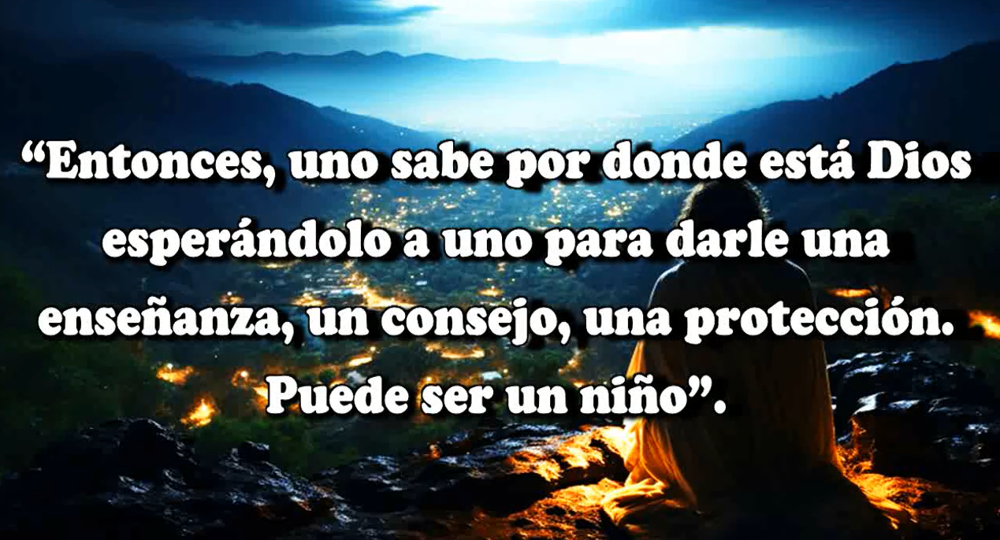 “Entonces, uno sabe por donde está Dios
esperándolo a uno para darle una
enseñanza, un consejo, una protección.
Puede ser un niño”.